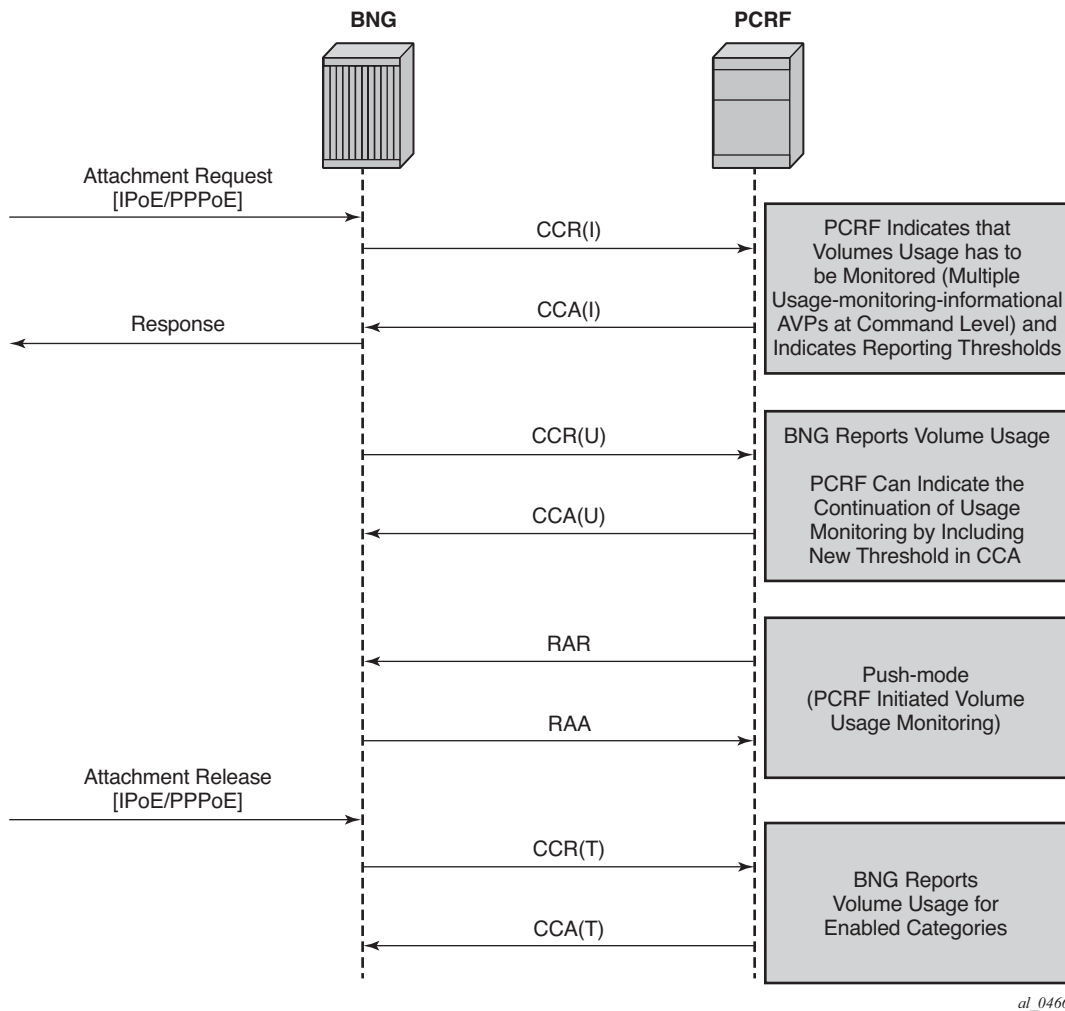 BNG
PCRF
Attachment Request
[IPoE/PPPoE]
CCR(I)
CCA(I)
Response
PCRF Indicates that
Volumes Usage has to
be Monitored (Multiple
Usage-monitoring-informational
AVPs at Command Level) and
Indicates Reporting Thresholds
CCR(U)
CCA(U)
BNG Reports Volume Usage
PCRF Can Indicate the
Continuation of Usage
Monitoring by Including
New Threshold in CCA
RAR
RAA
Push-mode
(PCRF Initiated Volume
Usage Monitoring)
Attachment Release
[IPoE/PPPoE]
CCR(T)
CCA(T)
BNG Reports
Volume Usage for
Enabled Categories
al_0466